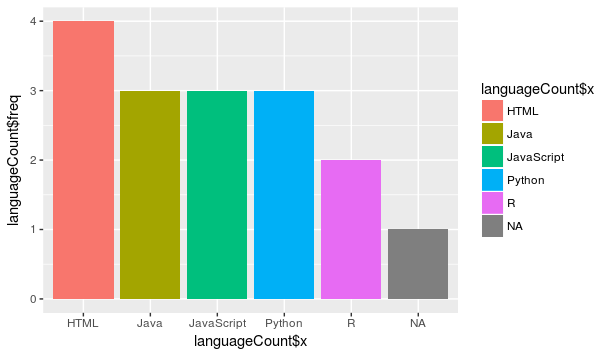 languageCount$freq
4
3
2
1
0
HTML
Java
JavaScript
Python
R
NA
languageCount$x
languageCount$x
HTML
Java
JavaScript
Python
R
NA